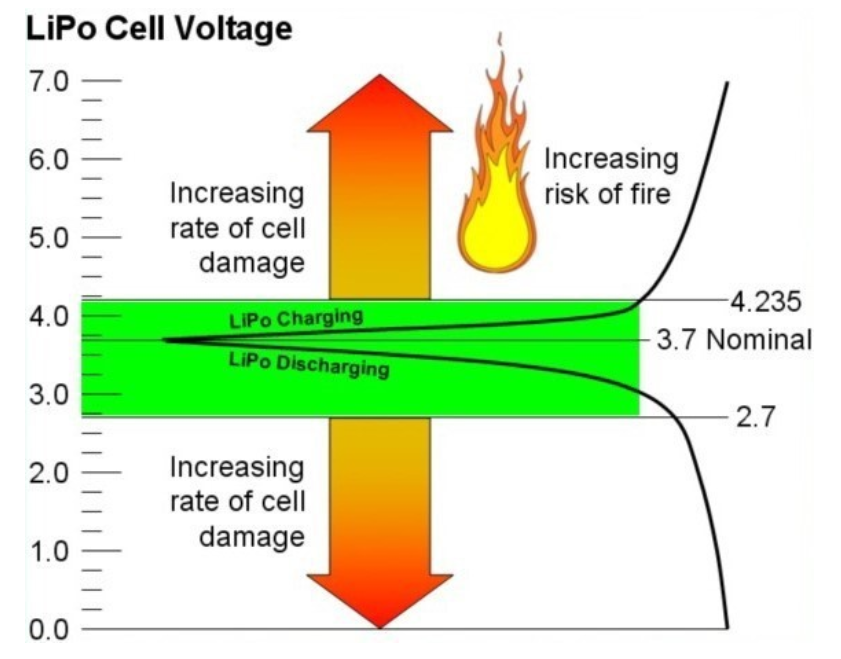 LiPo Cell Voltage
7.0
6.0
Increasing
risk of fire
Increasing
rate of cell
damage
5.0
4.235
4.0
LiPo Charging
3.7 Nominal
LiPo Discharging
3.0
2.7
Increasing
rate of cell
damage
2.0
1.0
0.0